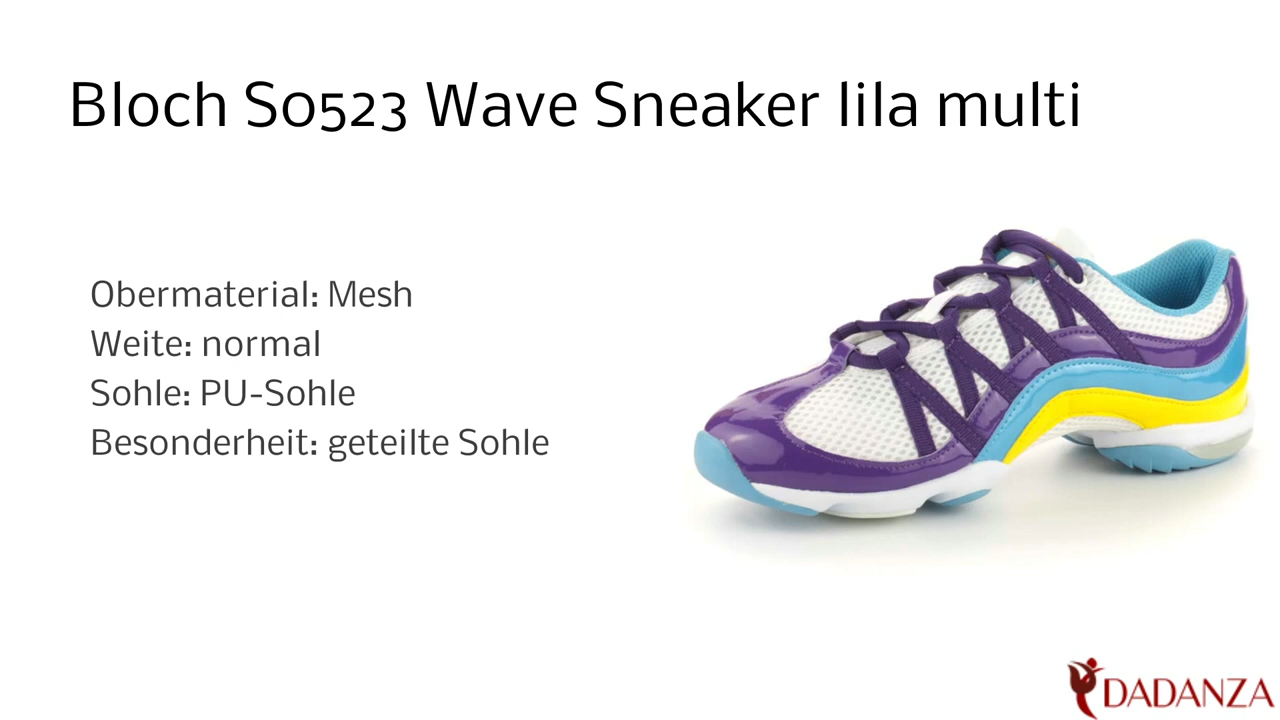 Bloch S0523 Wave Sneaker lila multi
Obermaterial: Mesh
Weite: normal
Sohle: PU-Sohle
Besonderheit: geteilte Sohle
DADANZA